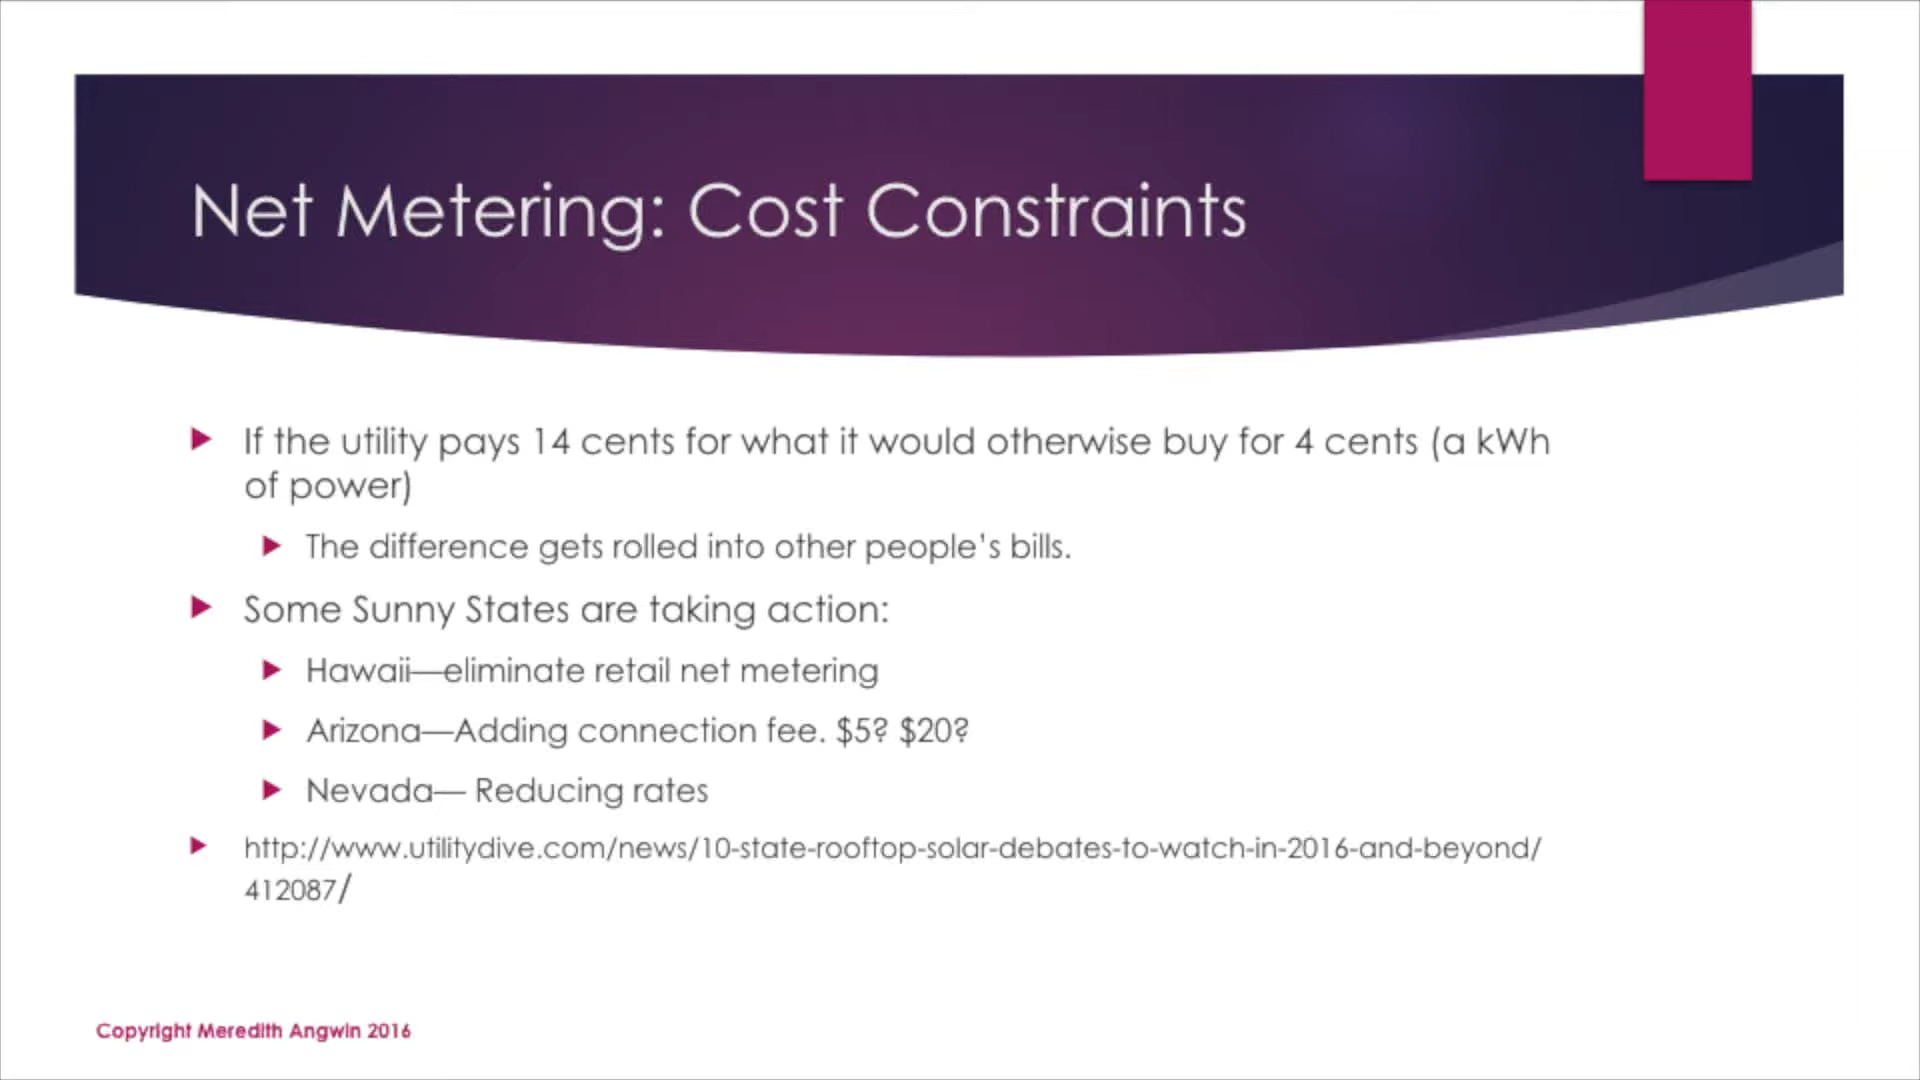 Net Metering: Cost Constraints
If the utility pays 14 cents for what it would otherwise buy for 4 cents (a kWh
of power)
The difference gets rolled into other people’s bills.
Some Sunny States are taking action:
Hawaii—eliminate retail net metering
Arizona—Adding connection fee. $5? $20?
Nevada— Reducing rates
http://www.utilitydive.com/news/10-state-rooftop-solar-debates-to-watch-in-2016-and-beyond/
412087/
Copyright Meredith Angwin 2016